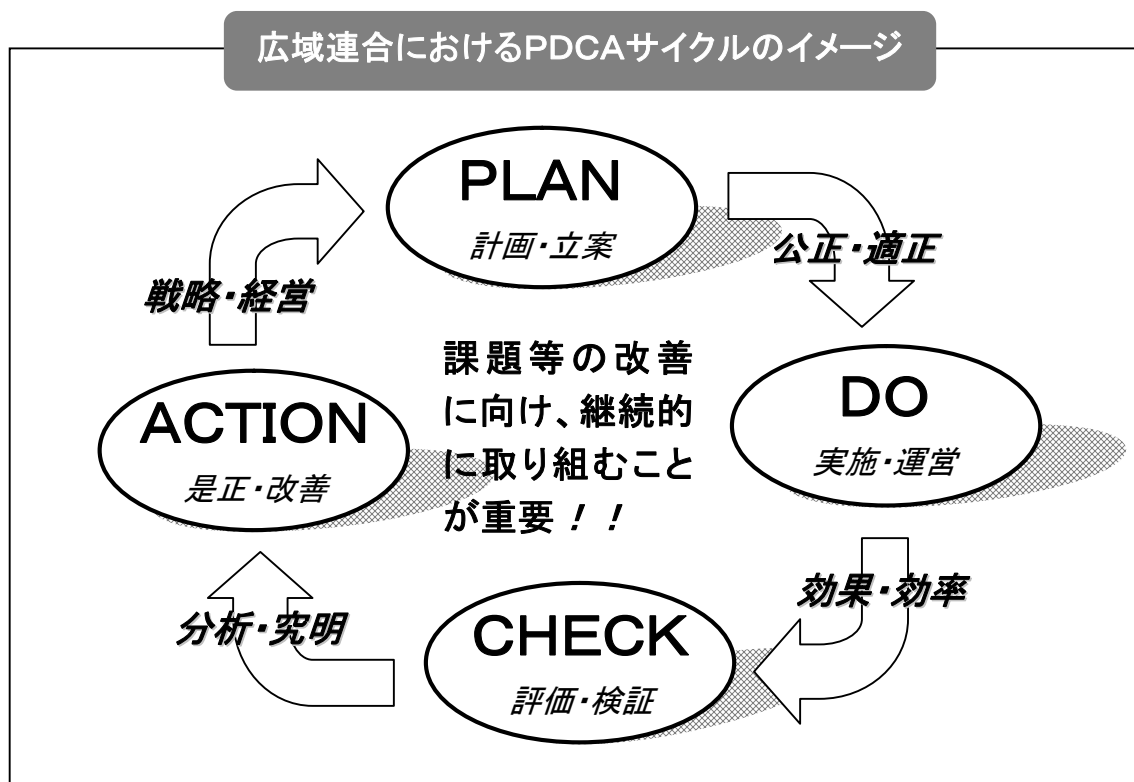 広域連合におけるPDCAサイクルのイメージ
PLAN
計画・立案
公正・適正
戦略・経営
課題等の改善
に向け、継続的
に取り組むこと
が重要！！
DO
実施・運営
ACTION
是正・改善
効果・効率
分析・究明
CHECK
評価・検証